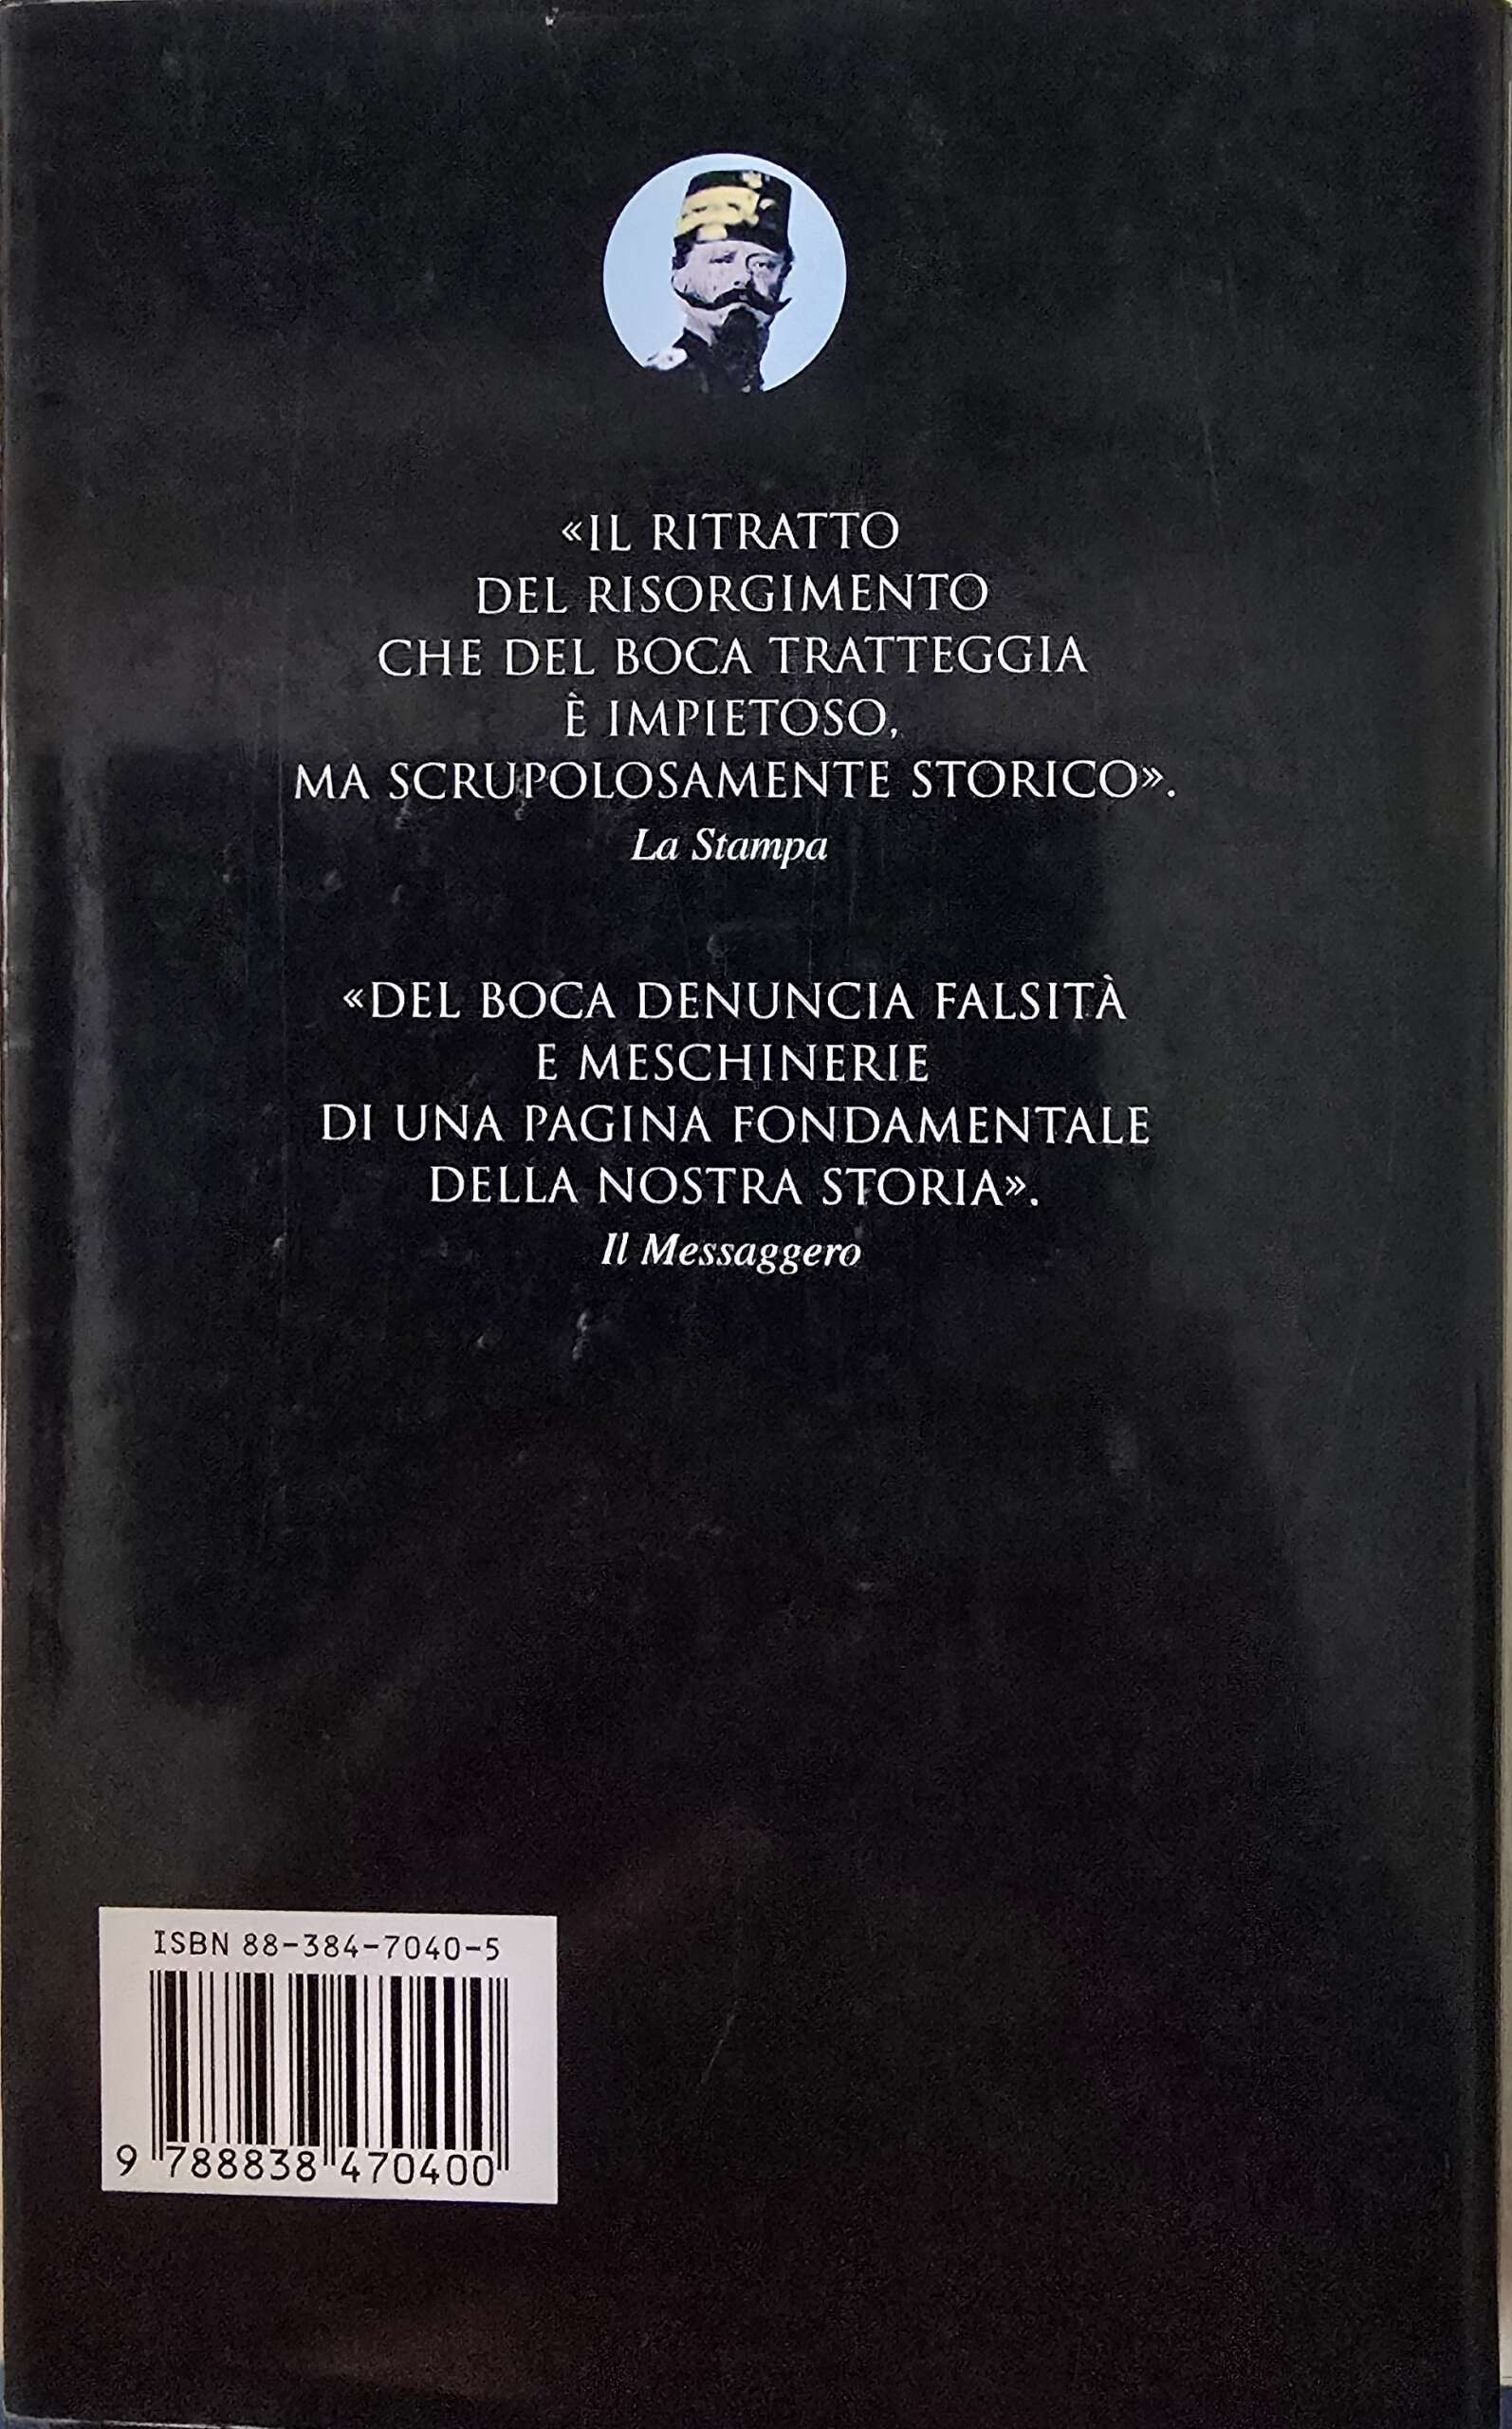 «IL RITRATTO
DEL RISORGIMENTO
CHE DEL BOCA TRATTEGGIA
È IMPIETOSO,
MA SCRUPOLOSAMENTE STORICO».
La Stampa
«DEL BOCA DENUNCIA FALSITÀ
E MESCHINERIE
DI UNA PAGINA FONDAMENTALE
DELLA NOSTRA STORIA».
Il Messaggero
ISBN 88-384-7040-5
9 788838 470400